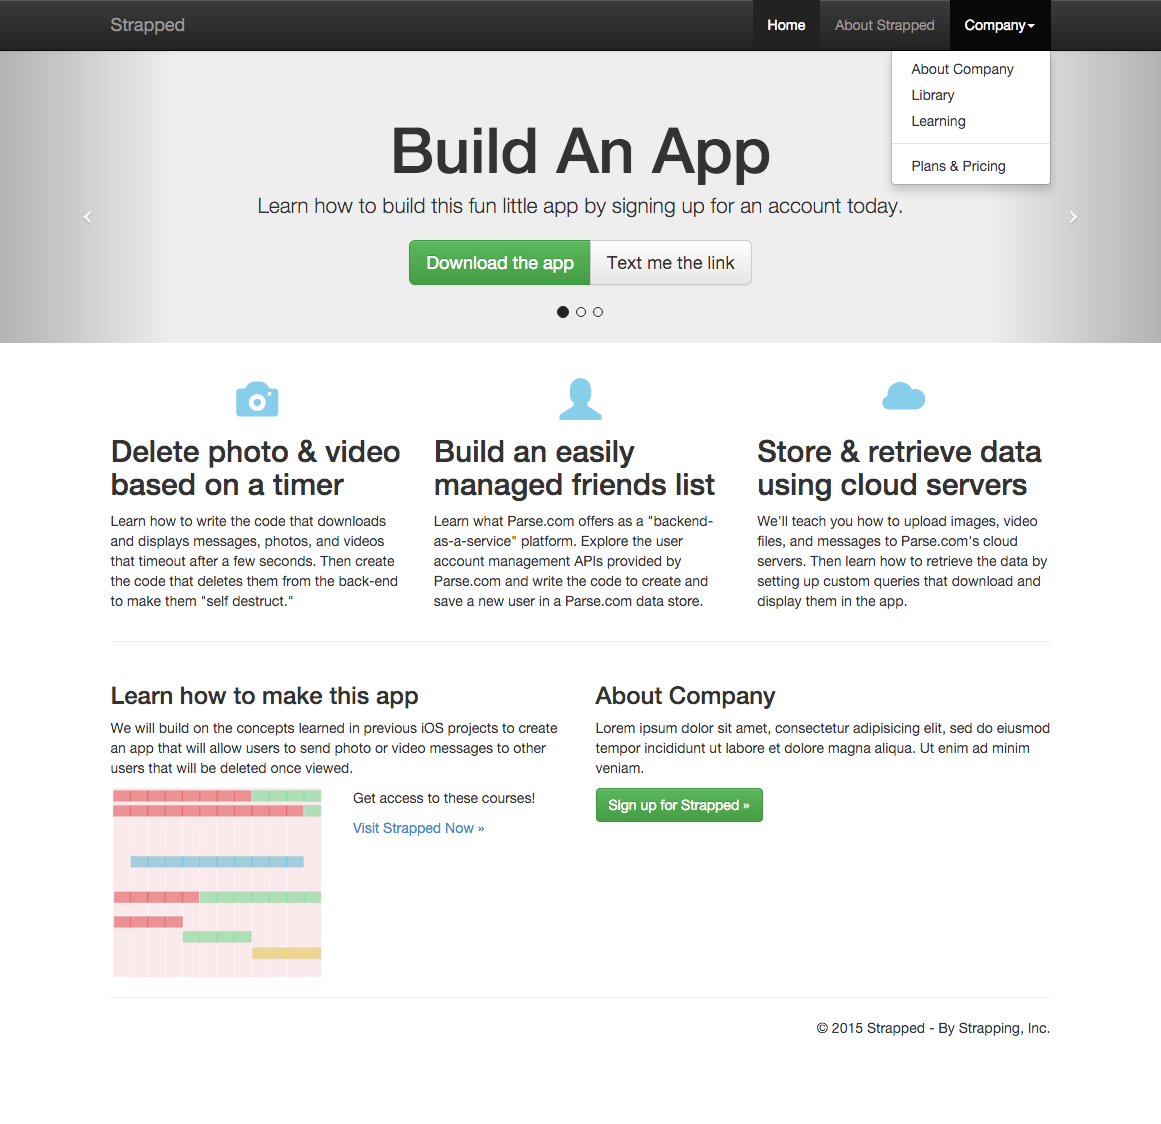 Strapped
Home
About Strapped
Company
About Company
Library
Learning
Plans & Pricing
Build An App
Learn how to build this fun little app by signing up for an account today.
Download the app
Text me the link
Delete photo & video
based on a timer
Learn how to write the code that downloads
and displays messages, photos, and videos
that timeout after a few seconds. Then create
the code that deletes them from the back-end
to make them "self destruct."
Build an easily
managed friends list
Learn what Parse.com offers as a "backend-
as-a-service" platform. Explore the user
account management APIs provided by
Parse.com and write the code to create and
save a new user in a Parse.com data store.
Store & retrieve data
using cloud servers
We'll teach you how to upload images, video
files, and messages to Parse.com's cloud
servers. Then learn how to retrieve the data by
setting up custom queries that download and
display them in the app.
Learn how to make this app
We will build on the concepts learned in previous iOS projects to create
an app that will allow users to send photo or video messages to other
users that will be deleted once viewed.
Get access to these courses!
Visit Strapped Now »
About Company
Lorem ipsum dolor sit amet, consectetur adipisicing elit, sed do eiusmod
tempor incididunt ut labore et dolore magna aliqua. Ut enim ad minim
veniam.
Sign up for Strapped »
© 2015 Strapped - By Strapping, Inc.